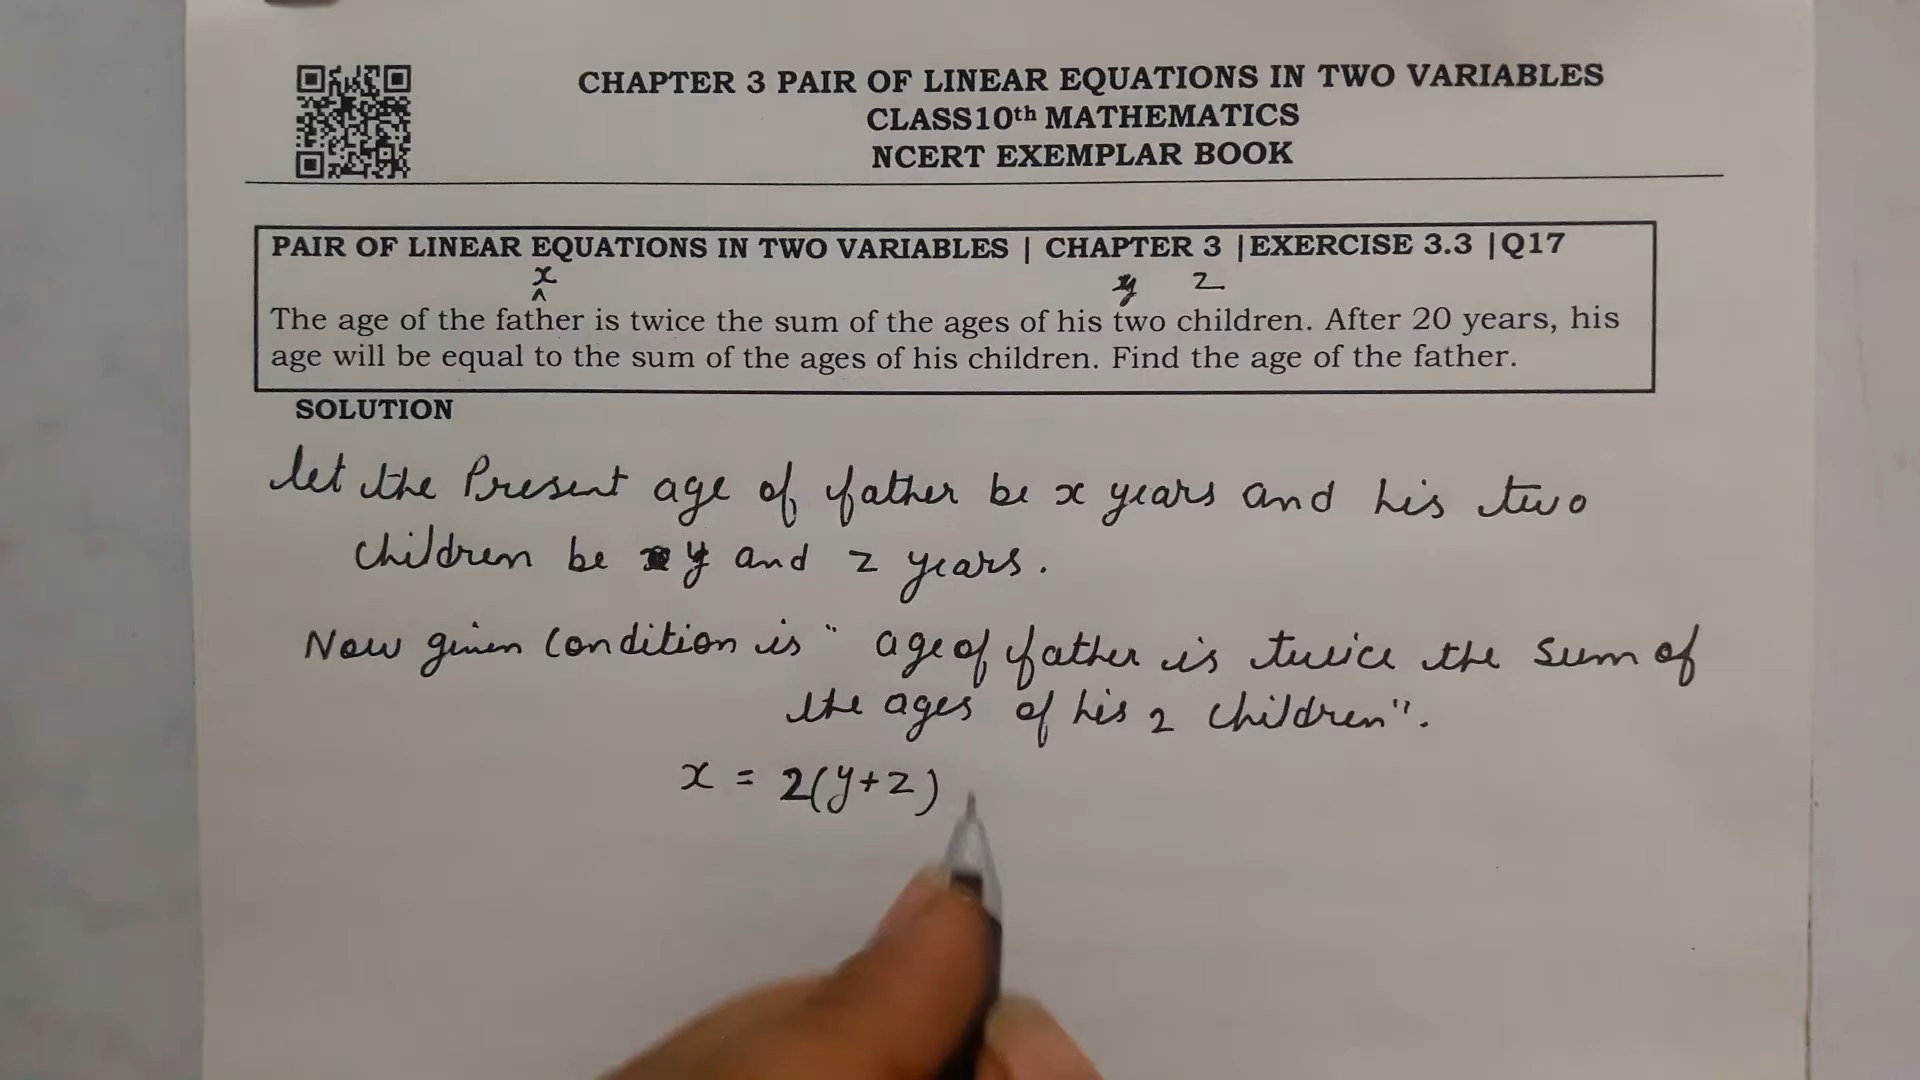 CHAPTER 3 PAIR OF LINEAR EQUATIONS IN TWO VARIABLES
CLASS10th MATHEMATICS
NCERT EXEMPLAR BOOK
PAIR OF LINEAR EQUATIONS IN TWO VARIABLES | CHAPTER 3 |EXERCISE 3.3 |Q17
x y z
The age of the father is twice the sum of the ages of his two children. After 20 years, his
age will be equal to the sum of the ages of his children. Find the age of the father.
SOLUTION
let the Present age of father be x years and his two
children be y and z years.
Now given condition is " age of father is twice the sum of
the ages of his 2 children".
x = 2(y+z)